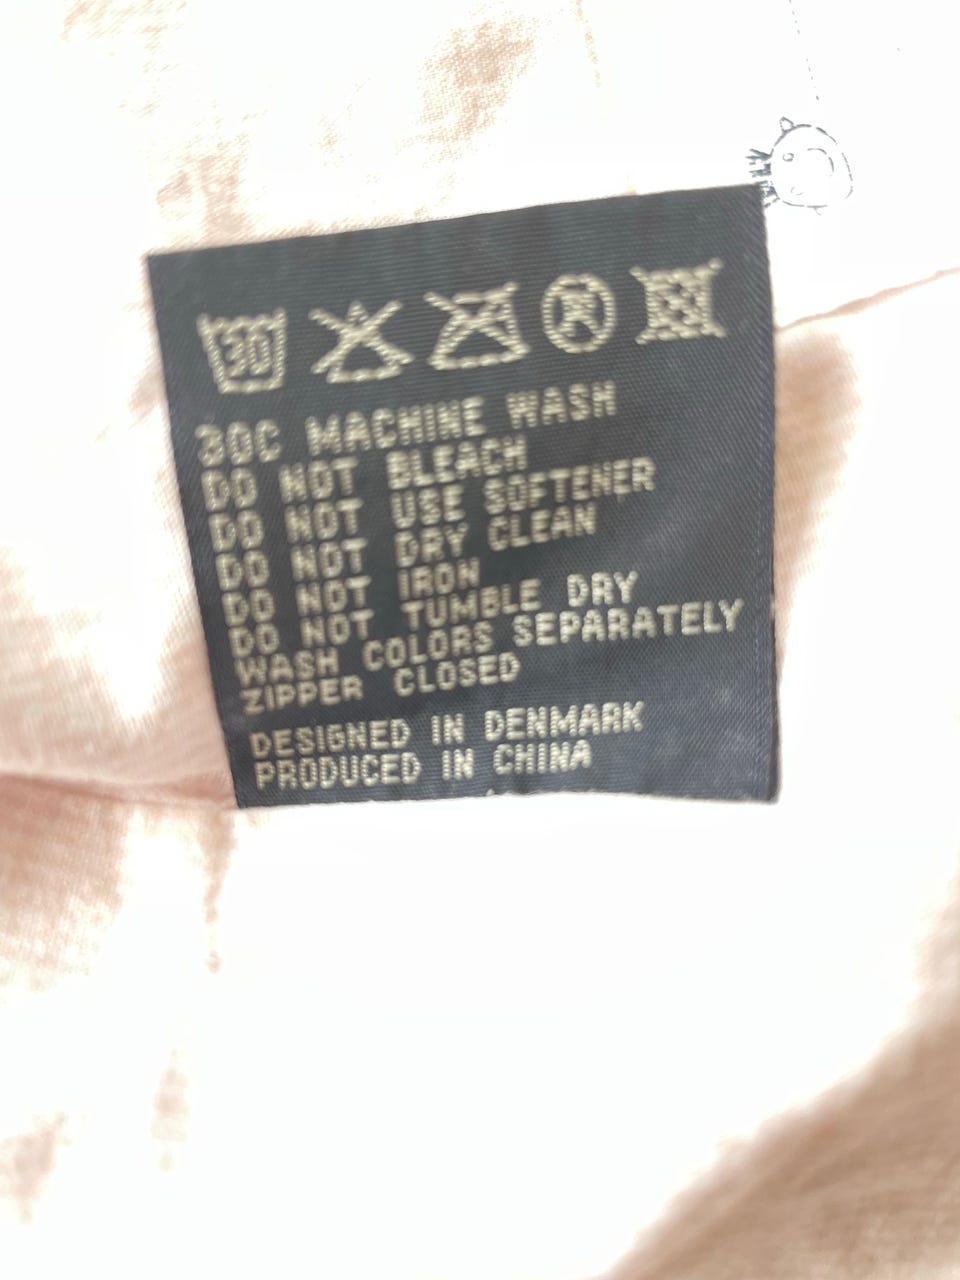 30
30C MACHINE WASH
DO NOT BLEACH
DO NOT USE SOFTENER
DO NOT DRY CLEAN
DO NOT IRON
DO NOT TUMBLE DRY
WASH COLORS SEPARATELY
ZIPPER CLOSED
DESIGNED IN DENMARK
PRODUCED IN CHINA